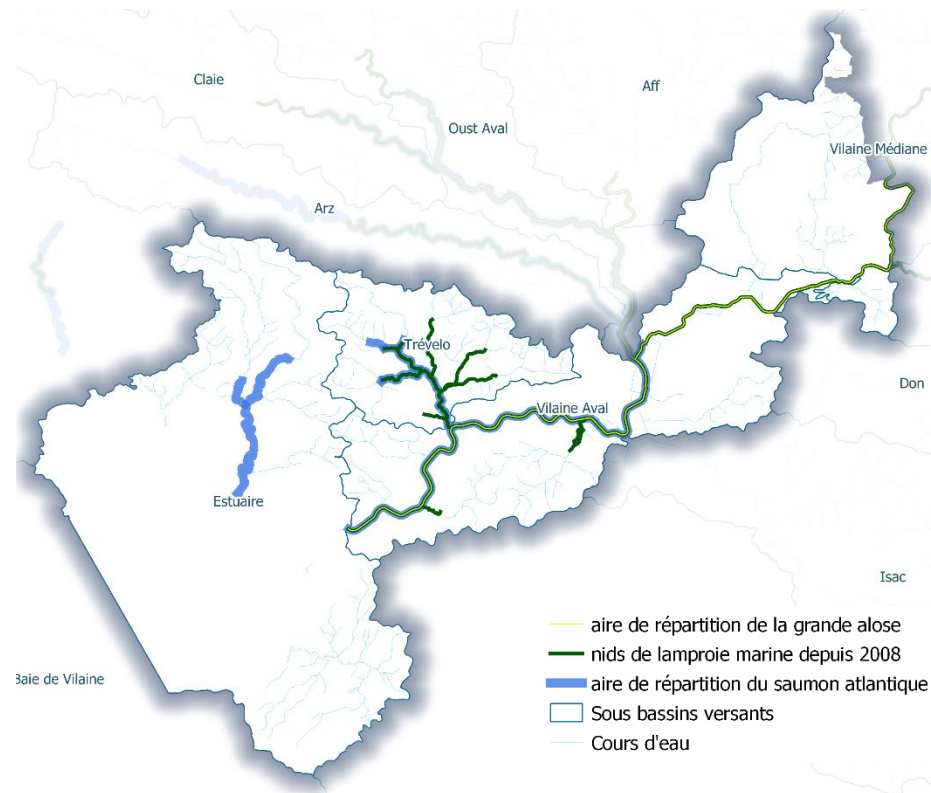 Claie
Aff
Oust Aval
Vilaine Médiane
Arz
Trévelo
Don
Vilaine Aval
Estuaire
Isac
Baie de Vilaine
aire de répartition de la grande alose
nids de lamproie marine depuis 2008
aire de répartition du saumon atlantique
Sous bassins versants
Cours d'eau